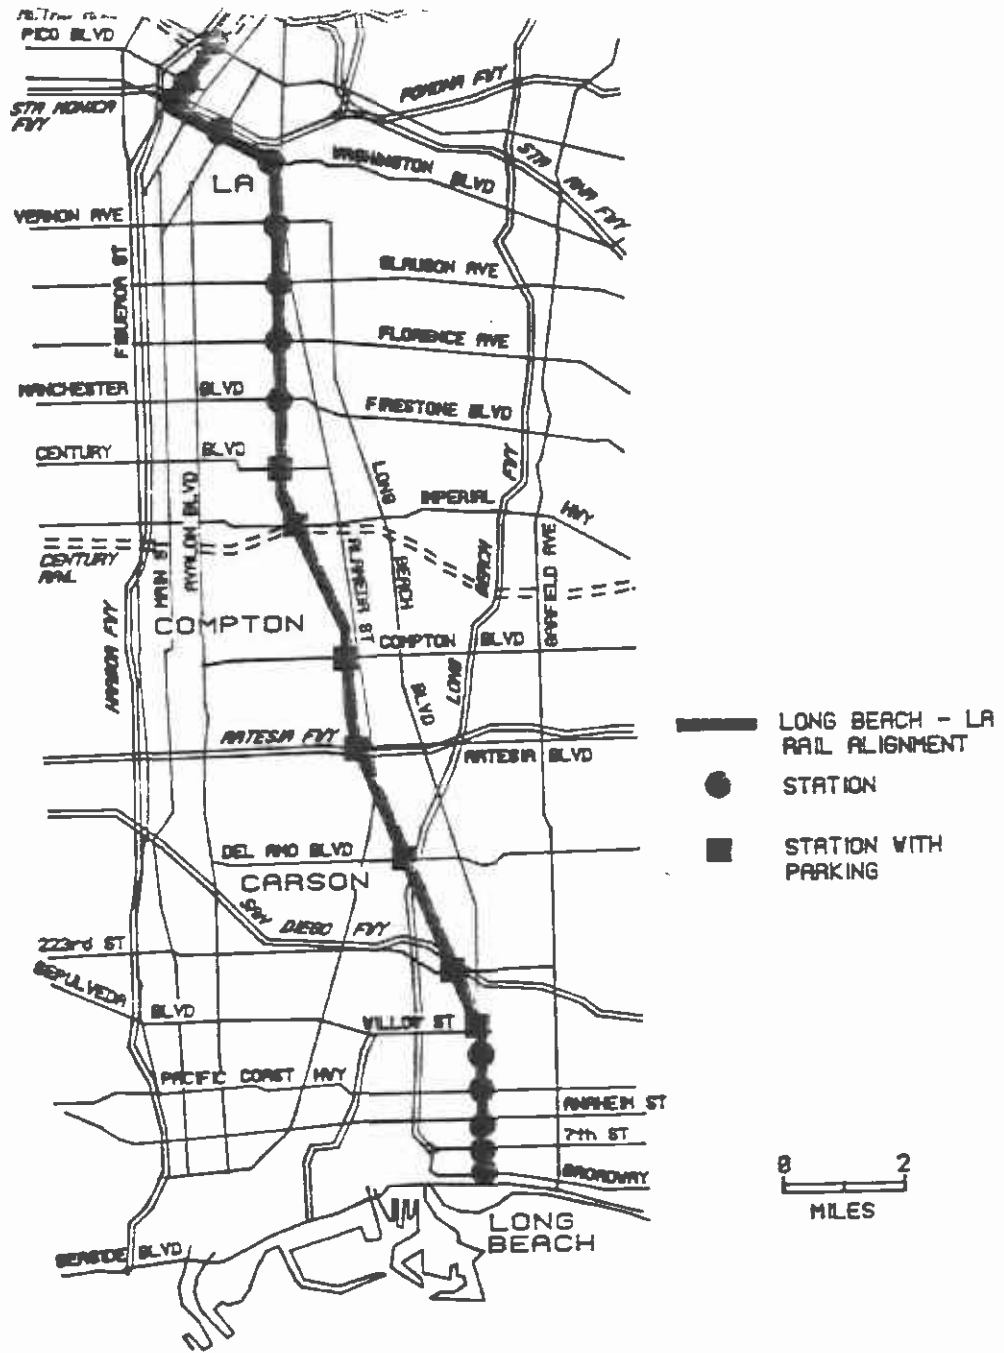 PICO BLVD
STA MONICA
FWY
POMONA FWY
WASHINGTON BLVD
STA ANA FWY
LA
VERNON AVE
FIGUEROA ST
SLAUSON AVE
FLORENCE AVE
MANCHESTER BLVD
FIRESTONE BLVD
CENTURY BLVD
LONG BEACH BLVD
IMPERIAL HWY
CENTURY
RAIL
MAIN ST
AVALON BLVD
ALAMEDA ST
LONG BEACH FWY
GARFIELD AVE
HARBOR FWY
COMPTON
COMPTON BLVD
ARTESIA FWY
ARTESIA BLVD
LONG BEACH - LA
RAIL ALIGNMENT
STATION
STATION WITH
PARKING
DEL AMO BLVD
CARSON
SAN DIEGO FWY
223rd ST
SEPULVEDA BLVD
WILLOW ST
PACIFIC COAST HWY
ANAHEIM ST
7th ST
BROADWAY
0 2
MILES
LONG
BEACH
SEASIDE BLVD